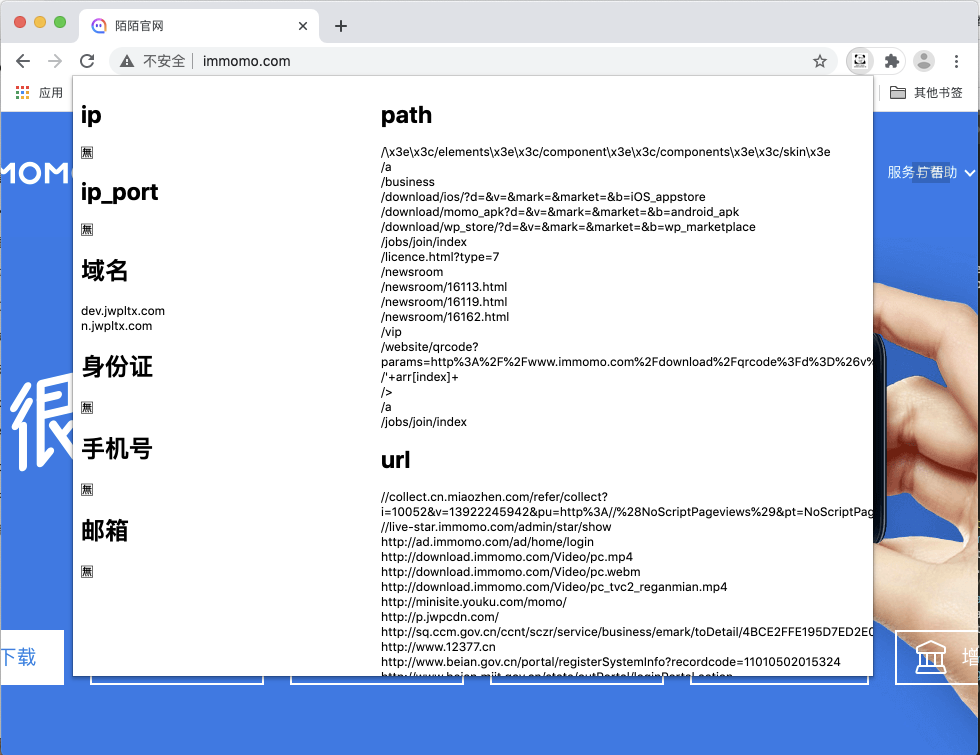 陌陌官网
不安全
immomo.com
应用
其他书签
ip
無
ip_port
無
域名
dev.jwpltx.com
n.jwpltx.com
身份证
無
手机号
無
邮箱
無
path
/\x3e\x3c/elements\x3e\x3c/component\x3e\x3c/components\x3e\x3c/skin\x3e
/a
/business
/download/ios/?d=&v=&mark=&market=&b=iOS_appstore
/download/momo_apk?d=&v=&mark=&market=&b=android_apk
/download/wp_store/?d=&v=&mark=&market=&b=wp_marketplace
/jobs/join/index
/licence.html?type=7
/newsroom
/newsroom/16113.html
/newsroom/16119.html
/newsroom/16162.html
/vip
/website/qrcode?
params=http%3A%2F%2Fwww.immomo.com%2Fdownload%2Fqrcode%3Fd%3D%26v%
/'+arr[index]+
/>
/a
/jobs/join/index
url
//collect.cn.miaozhen.com/refer/collect?
i=10052&v=13922245942&pu=http%3A//%28NoScriptPageviews%29&pt=NoScriptPag
//live-star.immomo.com/admin/star/show
http://ad.immomo.com/ad/home/login
http://download.immomo.com/Video/pc.mp4
http://download.immomo.com/Video/pc.webm
http://download.immomo.com/Video/pc_tvc2_reganmian.mp4
http://minisite.youku.com/momo/
http://p.jwpcdn.com/
http://sq.ccm.gov.cn/ccnt/sczr/service/business/emark/toDetail/4BCE2FFE195D7ED2E0
http://www.12377.cn
http://www.beian.gov.cn/portal/registerSystemInfo?recordcode=11010502015324
MOM
服务与帮助
很
下载
增